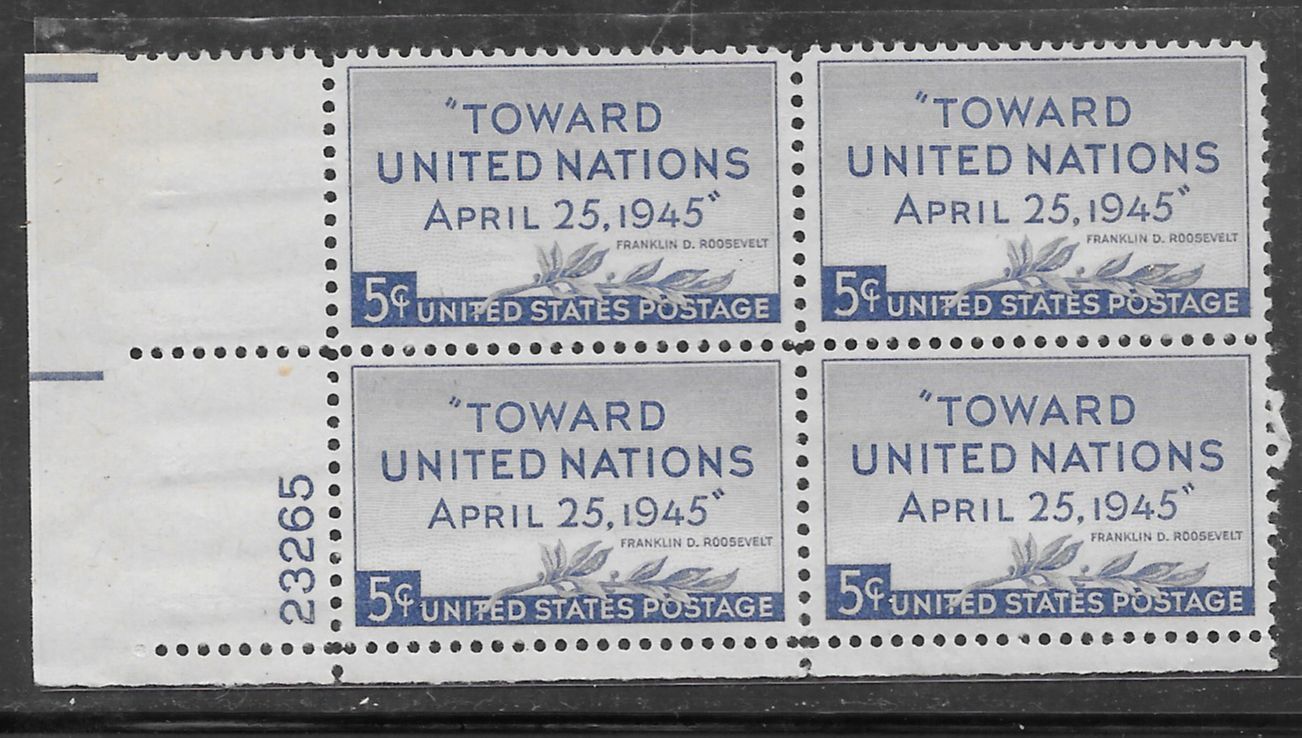 "TOWARD
UNITED NATIONS
APRIL 25, 1945"
FRANKLIN D. ROOSEVELT
5¢ UNITED STATES POSTAGE
"TOWARD
UNITED NATIONS
APRIL 25, 1945"
FRANKLIN D. ROOSEVELT
5¢ UNITED STATES POSTAGE
23265
"TOWARD
UNITED NATIONS
APRIL 25, 1945"
FRANKLIN D. ROOSEVELT
5¢ UNITED STATES POSTAGE
"TOWARD
UNITED NATIONS
APRIL 25, 1945"
FRANKLIN D. ROOSEVELT
5¢ UNITED STATES POSTAGE